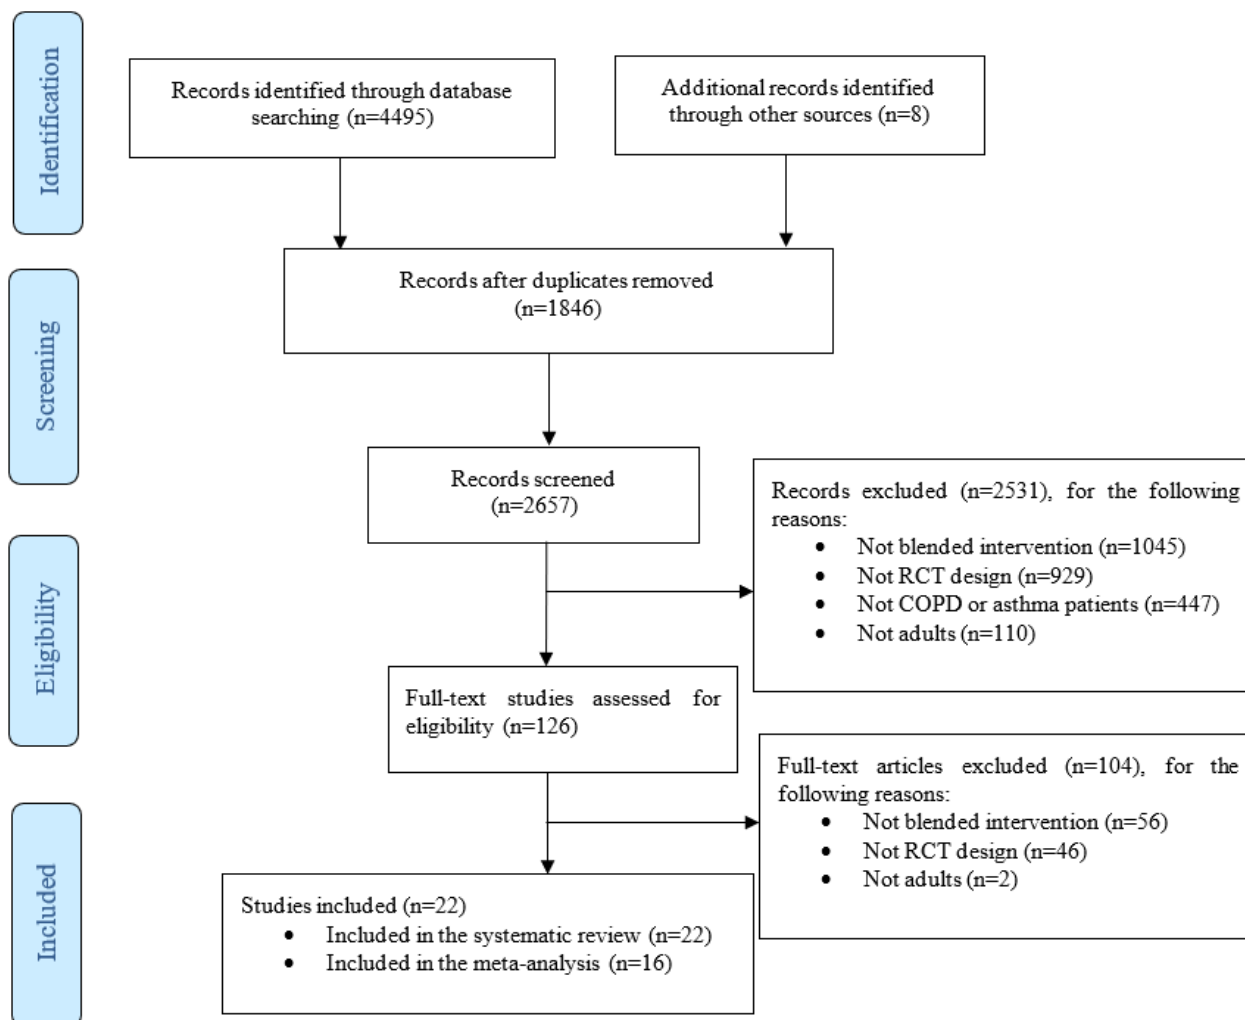 Identification
Records identified through database
searching (n=4495)
Additional records identified
through other sources (n=8)
Screening
Records after duplicates removed
(n=1846)
Records screened
(n=2657)
Records excluded (n=2531), for the following
reasons:
• Not blended intervention (n=1045)
• Not RCT design (n=929)
• Not COPD or asthma patients (n=447)
• Not adults (n=110)
Eligibility
Full-text studies assessed for
eligibility (n=126)
Full-text articles excluded (n=104), for the
following reasons:
• Not blended intervention (n=56)
• Not RCT design (n=46)
• Not adults (n=2)
Included
Studies included (n=22)
• Included in the systematic review (n=22)
• Included in the meta-analysis (n=16)